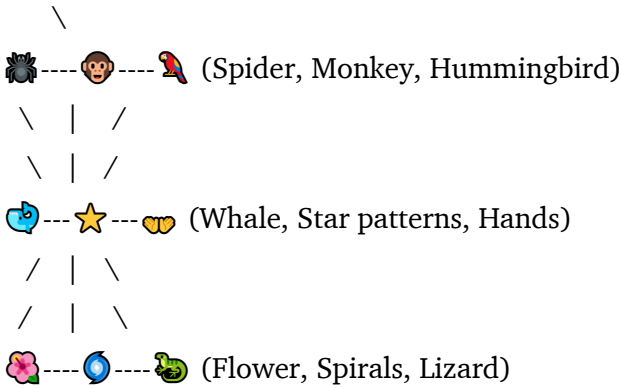 \
🕷----🐵----🦜 (Spider, Monkey, Hummingbird)
\ | /
\ | /
🐳---⭐---👐 (Whale, Star patterns, Hands)
/ | \
/ | \
🌺----🌀----🦎 (Flower, Spirals, Lizard)